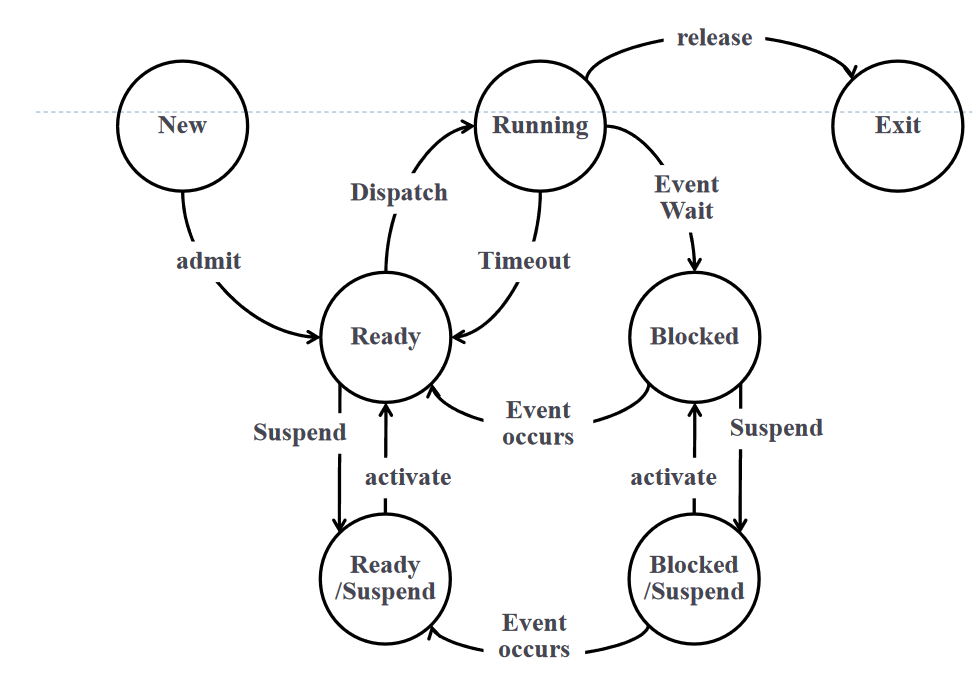 release
New
Running
Exit
Dispatch
Event
Wait
admit
Timeout
Ready
Blocked
Suspend
Event
occurs
Suspend
activate
activate
Ready
/Suspend
Blocked
/Suspend
Event
occurs